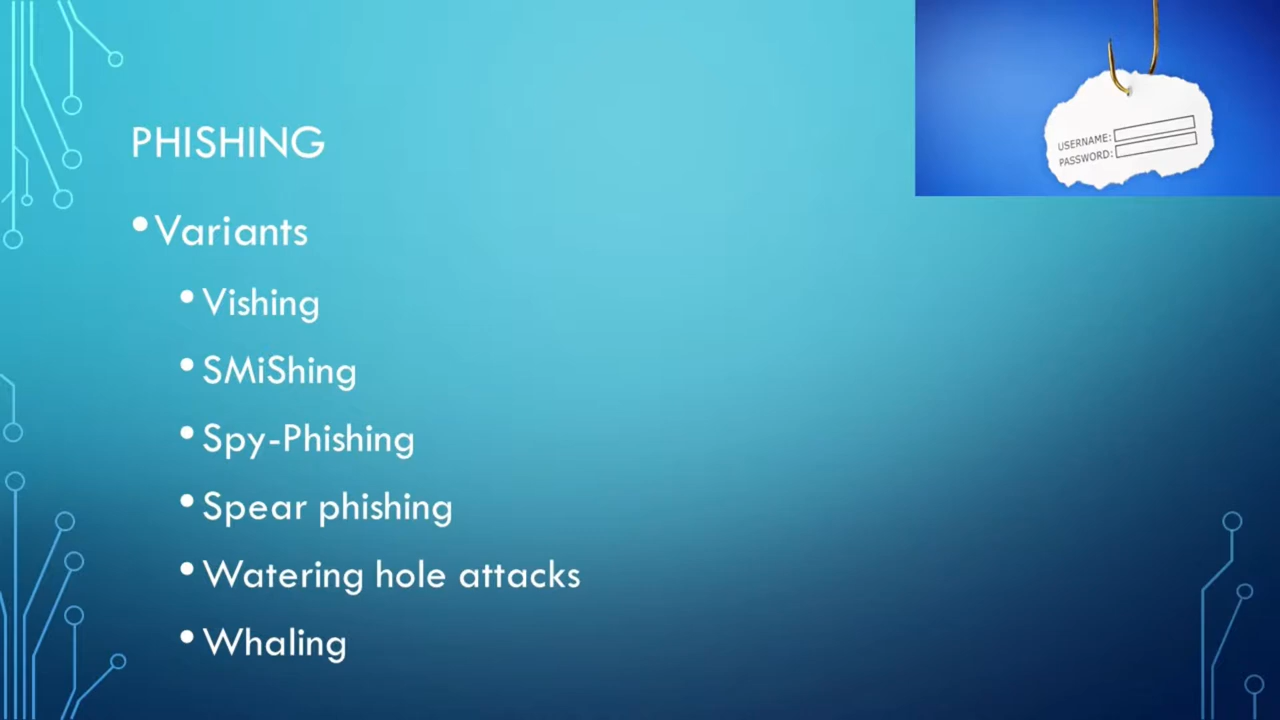 PHISHING
• Variants
• Vishing
• SMiShing
• Spy-Phishing
• Spear phishing
• Watering hole attacks
• Whaling
USERNAME:
PASSWORD: